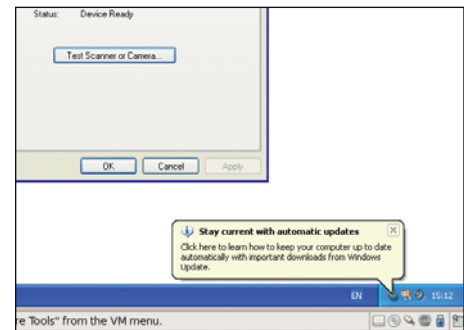 Status: Device Ready
Test Scanner or Camera...
OK Cancel Apply
Stay current with automatic updates
Click here to learn how to keep your computer up to date
automatically with important downloads from Windows
Update.
EN 15:12
re Tools" from the VM menu.